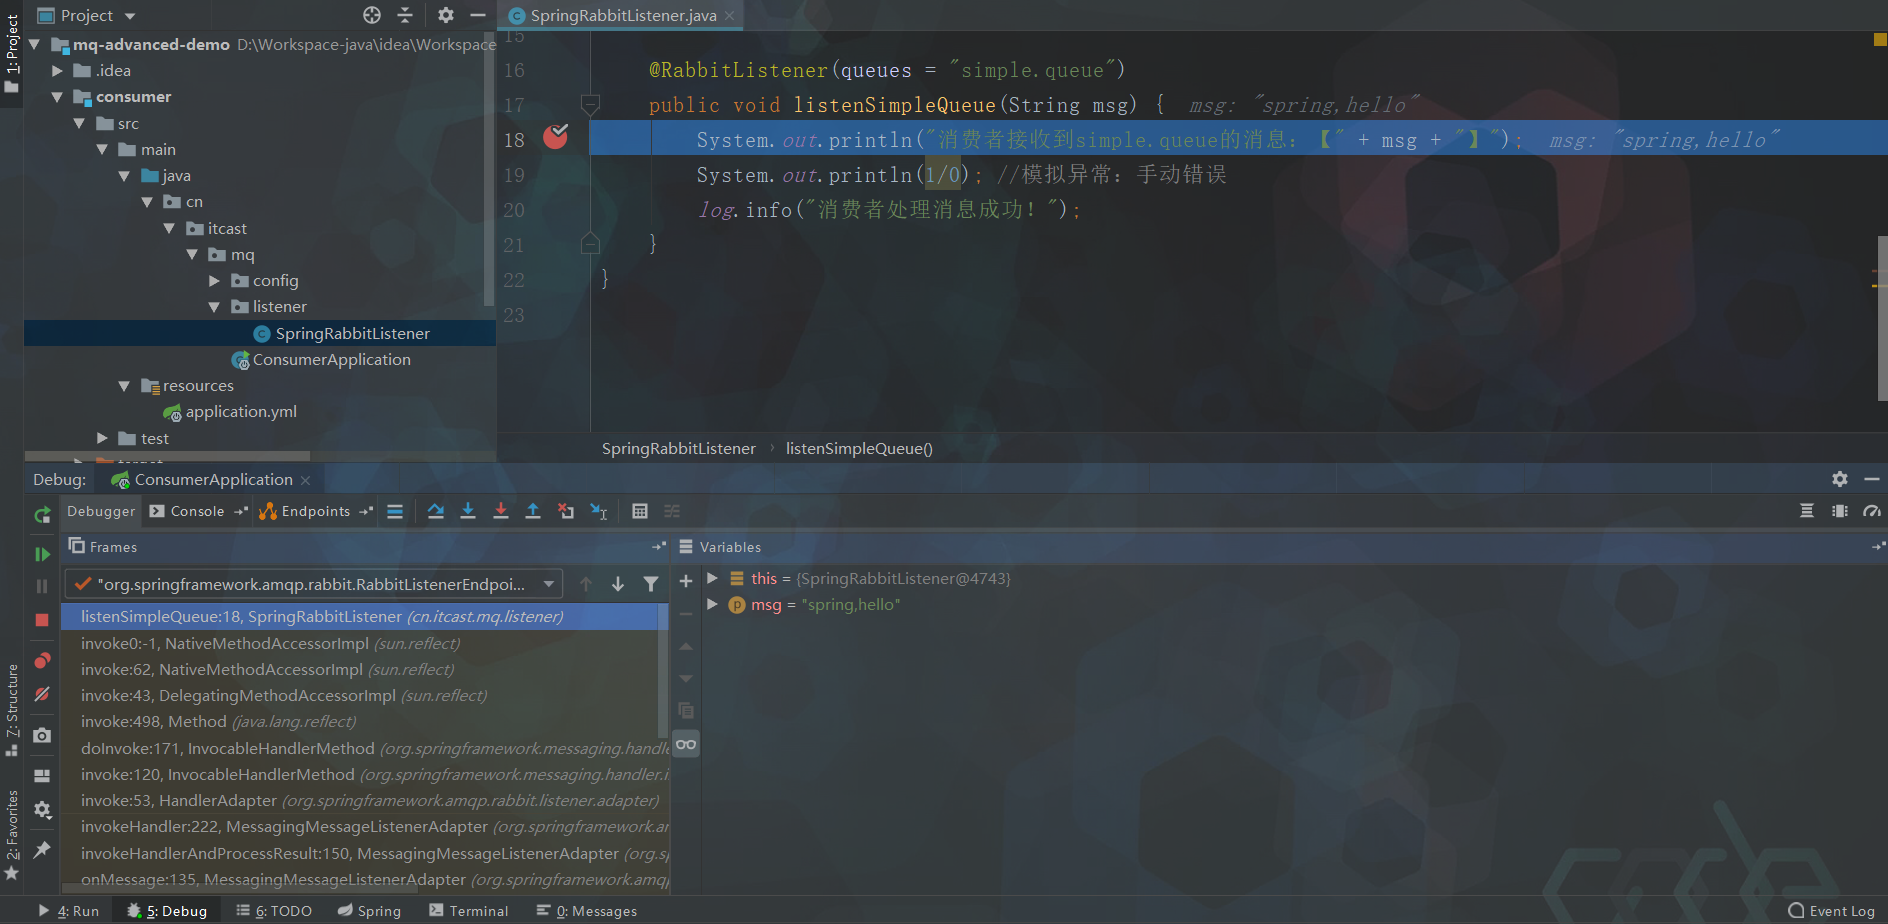 1: Project
Project
mq-advanced-demo D:\Workspace-java\idea\Workspace
.idea
consumer
src
main
java
cn
itcast
mq
config
listener
SpringRabbitListener
ConsumerApplication
resources
application.yml
test
target
SpringRabbitListener.java
15
16 @RabbitListener(queues = "simple.queue")
17 public void listenSimpleQueue(String msg) { msg: "spring,hello"
18 System.out.println("消费者接收到simple.queue的消息：【" + msg + "】"); msg: "spring,hello"
19 System.out.println(1/0); //模拟异常：手动错误
20 log.info("消费者处理消息成功！");
21 }
22 }
23
SpringRabbitListener › listenSimpleQueue()
Debug: ConsumerApplication
Debugger Console Endpoints
Frames
"org.springframework.amqp.rabbit.RabbitListenerEndpoi...
listenSimpleQueue:18, SpringRabbitListener (cn.itcast.mq.listener)
invoke0:-1, NativeMethodAccessorImpl (sun.reflect)
invoke:62, NativeMethodAccessorImpl (sun.reflect)
invoke:43, DelegatingMethodAccessorImpl (sun.reflect)
invoke:498, Method (java.lang.reflect)
doInvoke:171, InvocableHandlerMethod (org.springframework.messaging.handle
invoke:120, InvocableHandlerMethod (org.springframework.messaging.handler.i
invoke:53, HandlerAdapter (org.springframework.amqp.rabbit.listener.adapter)
invokeHandler:222, MessagingMessageListenerAdapter (org.springframework.ar
invokeHandlerAndProcessResult:150, MessagingMessageListenerAdapter (org.s
onMessage:135, MessagingMessageListenerAdapter (org.springframework.amq
Variables
this = {SpringRabbitListener@4743}
p msg = "spring,hello"
7: Structure
2: Favorites
code
4: Run 5: Debug 6: TODO Spring Terminal 0: Messages Event Log